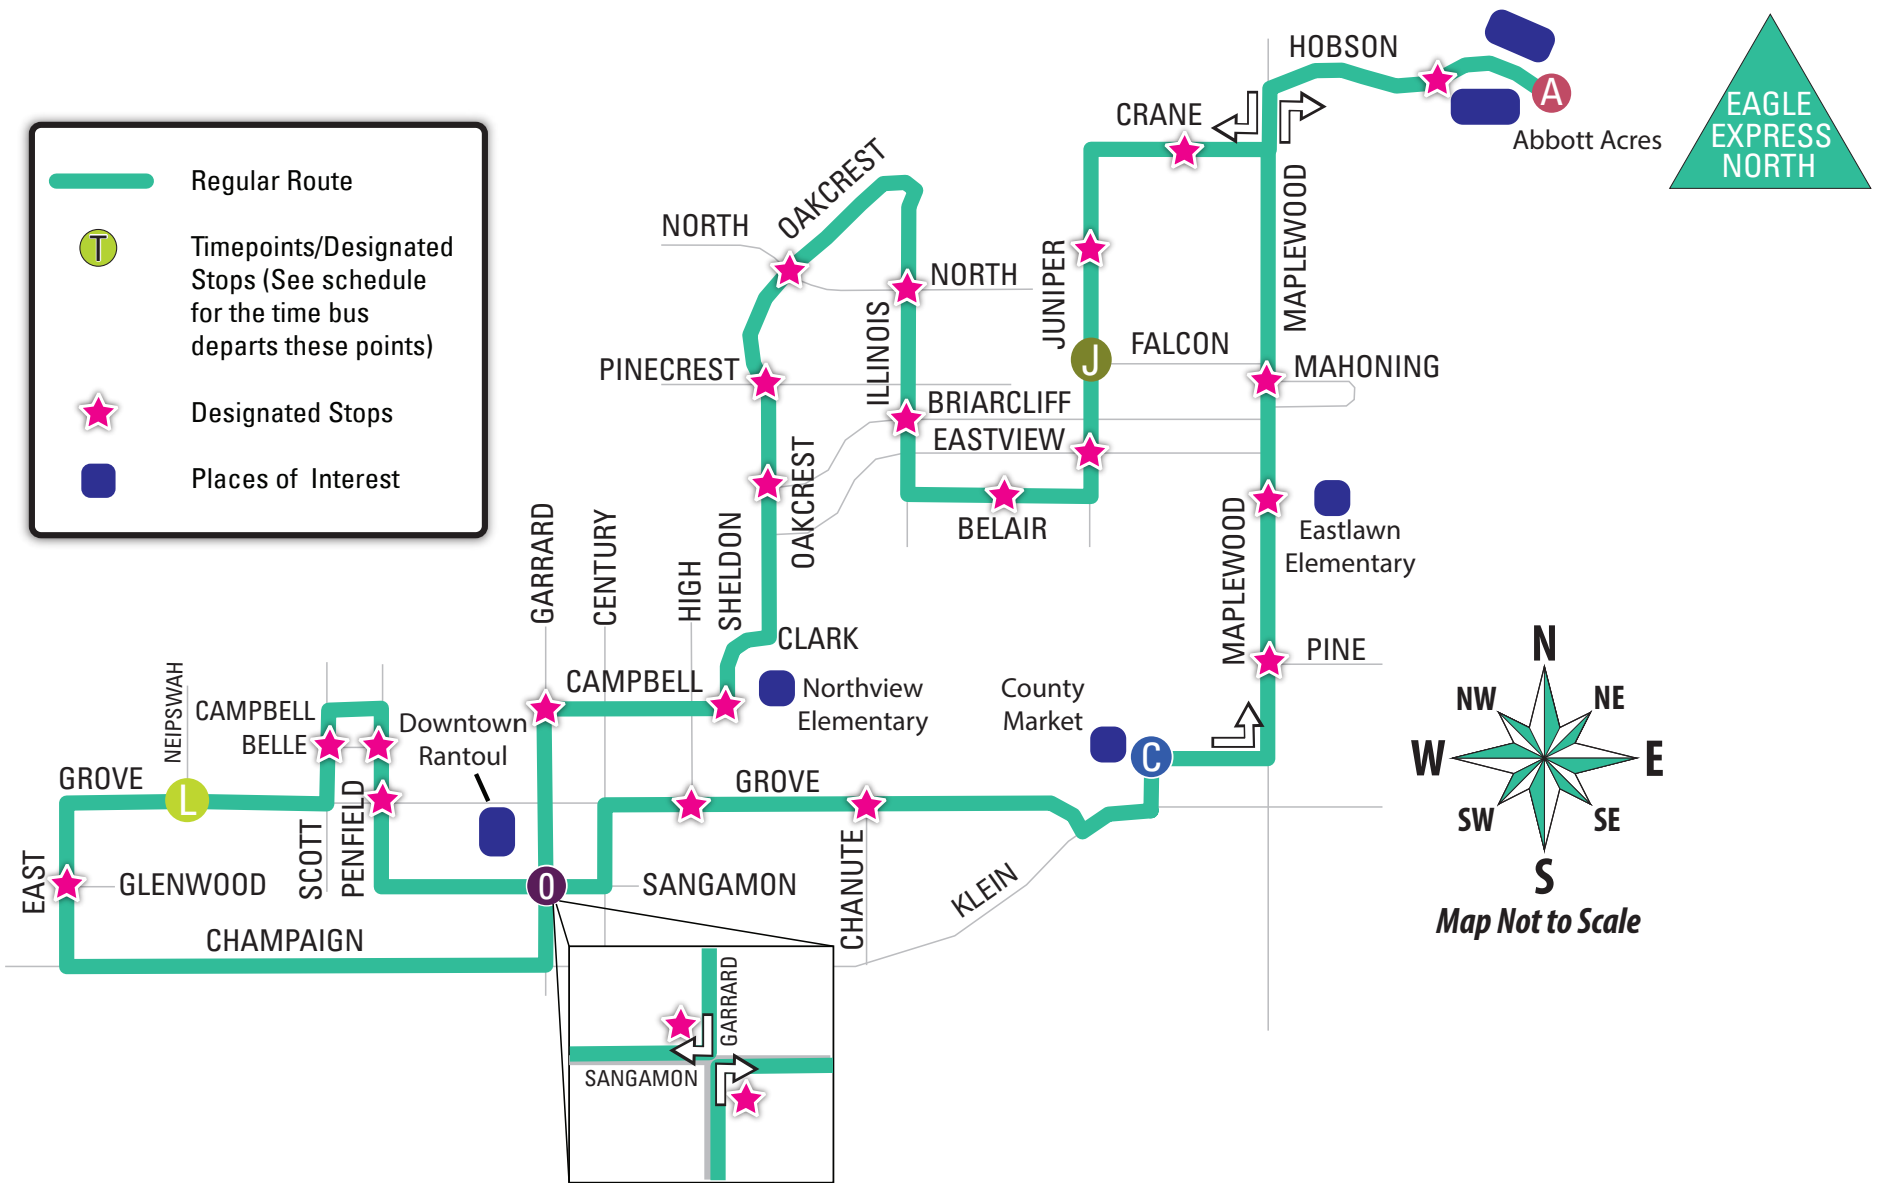 Regular Route
T
Timepoints/Designated
Stops (See schedule
for the time bus
departs these points)
Designated Stops
Places of Interest
HOBSON
A
Abbott Acres
EAGLE
EXPRESS
NORTH
CRANE
OAKCREST
NORTH
NORTH
MAPLEWOOD
JUNIPER
ILLINOIS
FALCON
J
MAHONING
PINECREST
BRIARCLIFF
EASTVIEW
OAKCREST
BELAIR
MAPLEWOOD
Eastlawn
Elementary
GARRARD
CENTURY
HIGH
SHELDON
CLARK
PINE
CAMPBELL
Northview
Elementary
County
Market
C
NEIPSWAH
CAMPBELL
BELLE
Downtown
Rantoul
GROVE
L
GROVE
SCOTT
PENFIELD
EAST
GLENWOOD
O
SANGAMON
CHANUTE
KLEIN
CHAMPAIGN
GARRARD
SANGAMON
N
NW
NE
W
E
SW
SE
S
Map Not to Scale